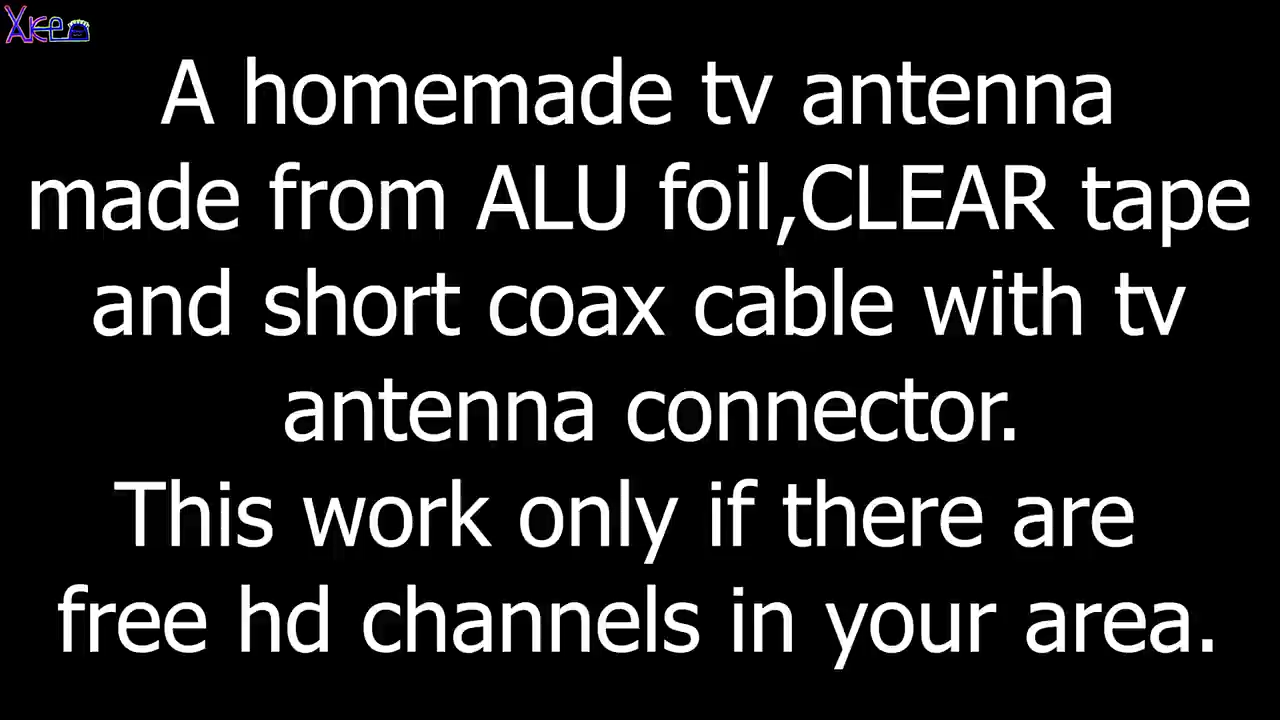 A homemade tv antenna
made from ALU foil,CLEAR tape
and short coax cable with tv
antenna connector.
This work only if there are
free hd channels in your area.